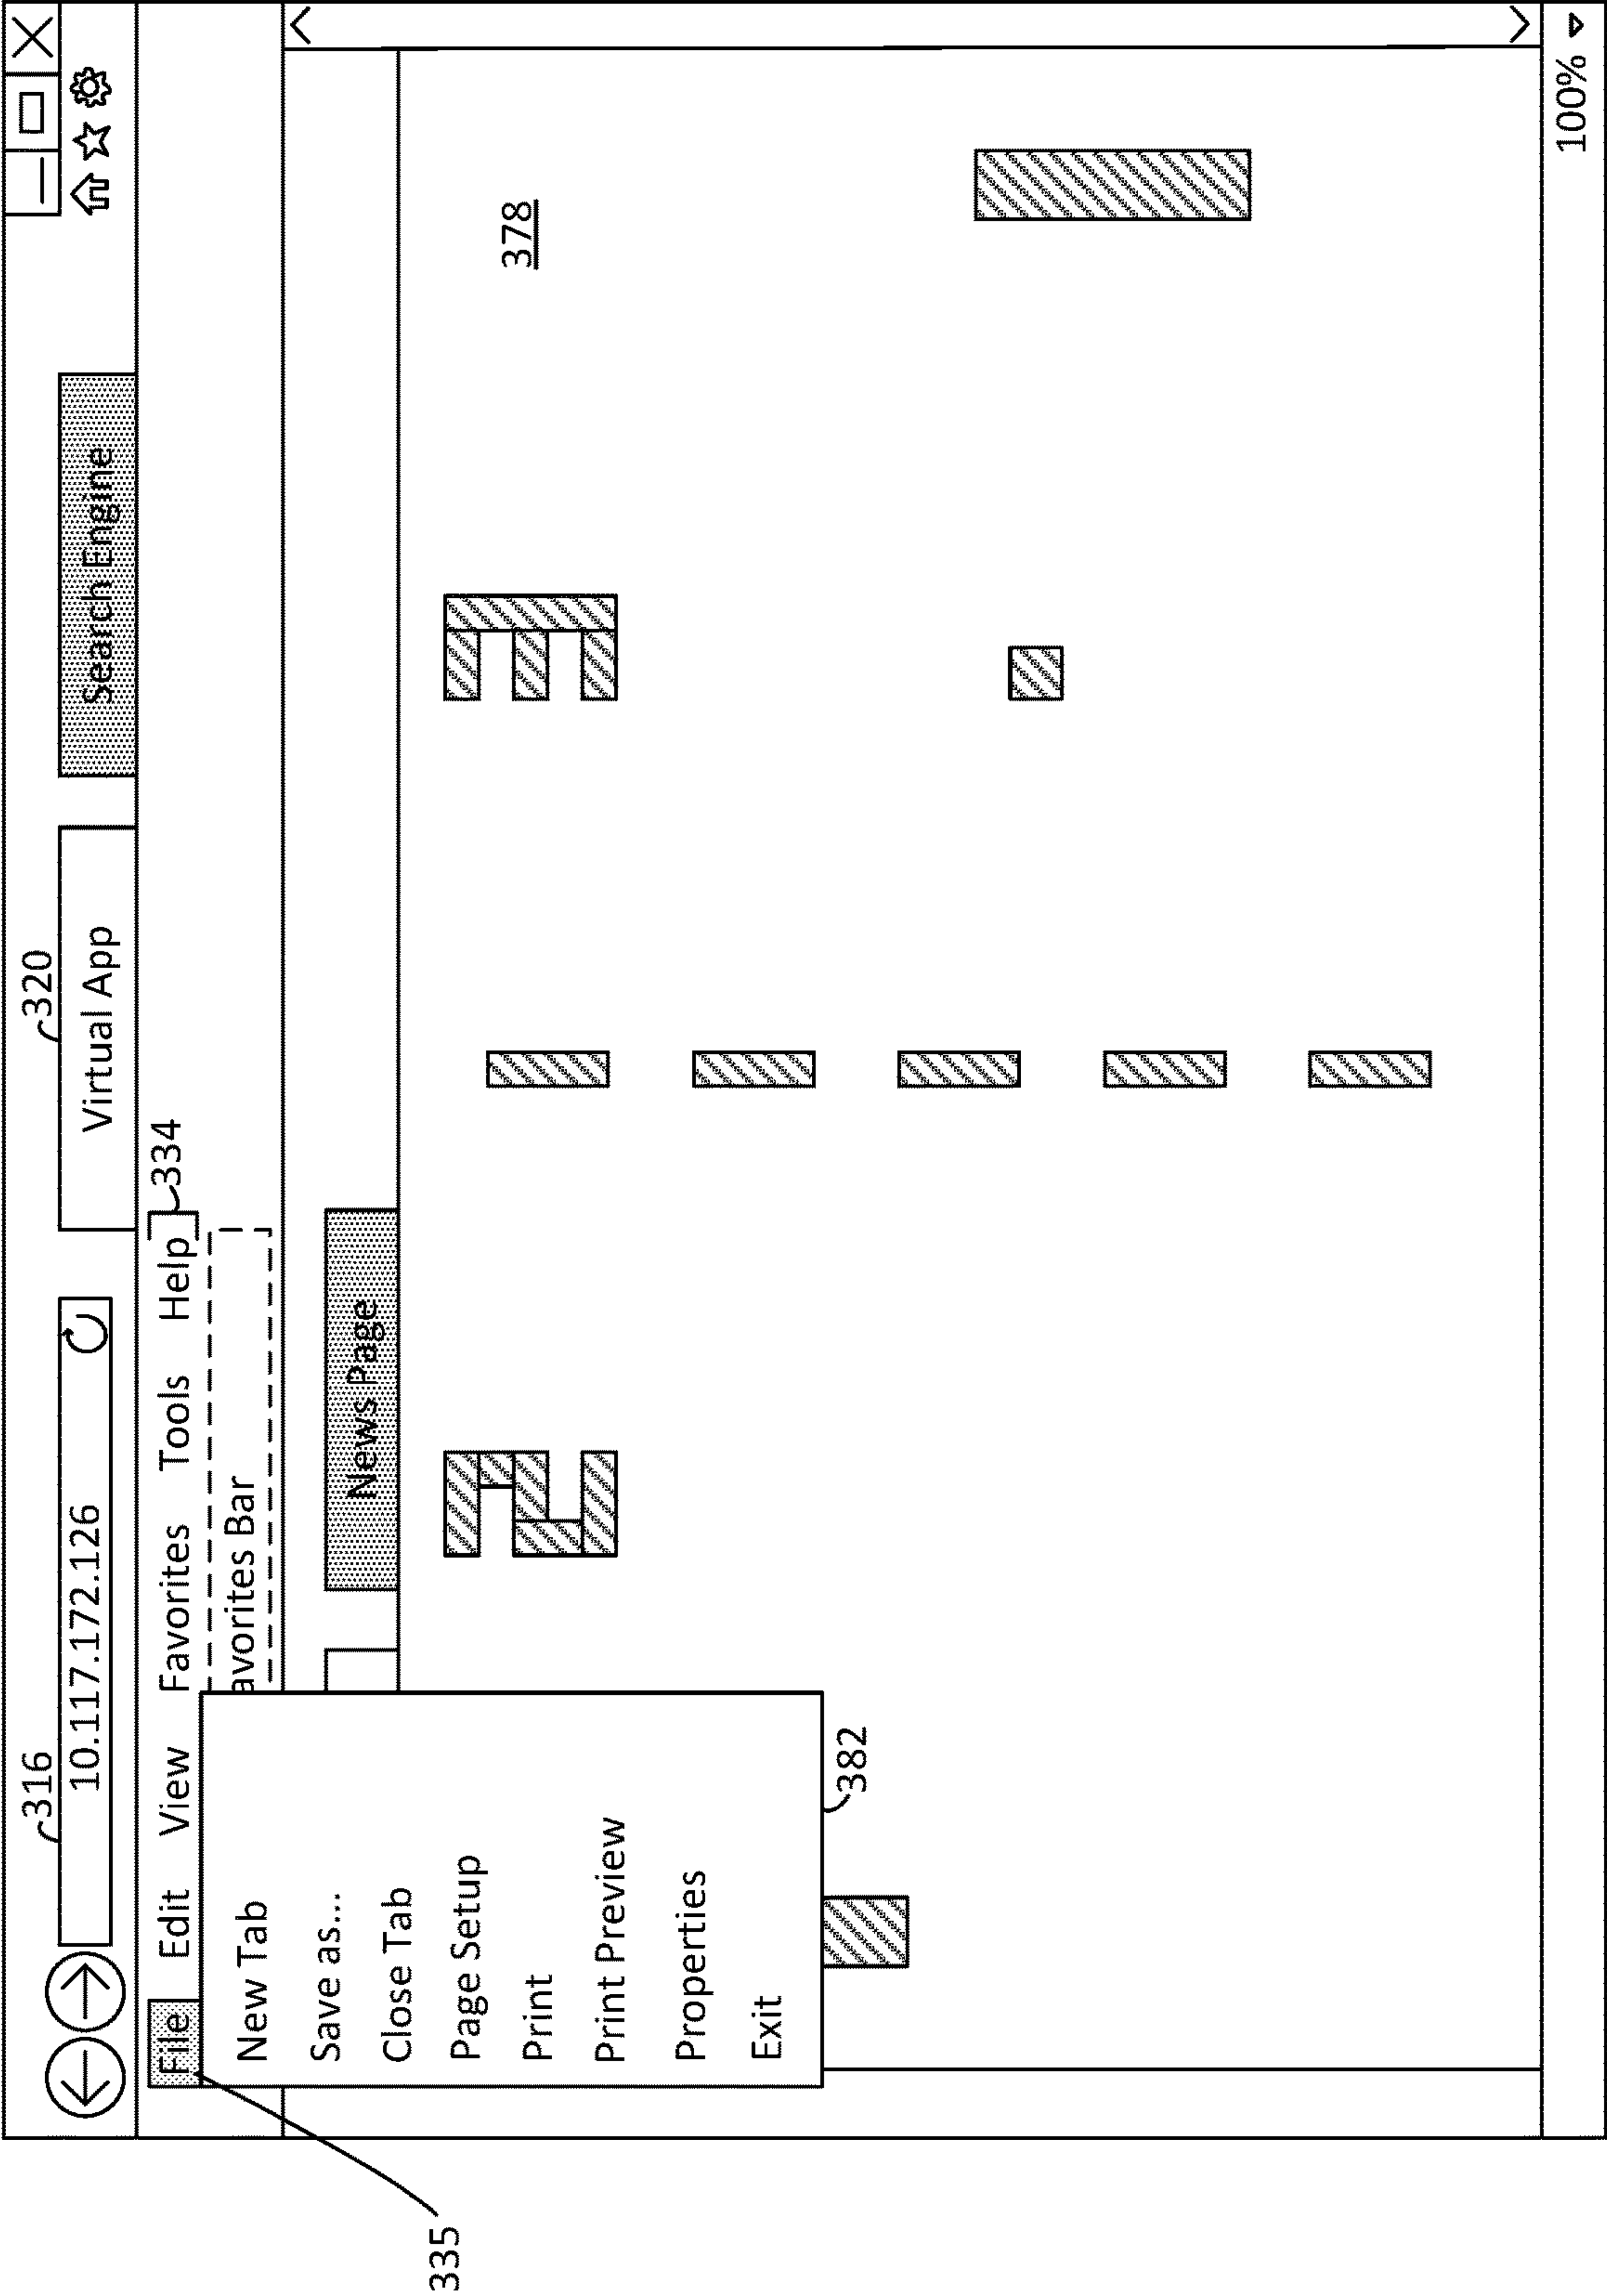 316
320
10.117.172.126
Virtual App
Search Engine
File Edit View Favorites Tools Help
334
avorites Bar
New Tab
Save as...
Close Tab
Page Setup
Print
Print Preview
Properties
Exit
News Page
378
2
3
382
335
100%